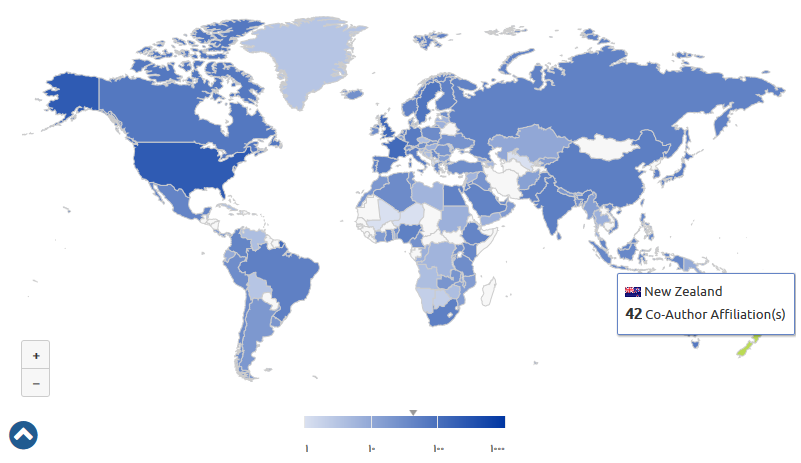 New Zealand
42 Co-Author Affiliation(s)
+
−